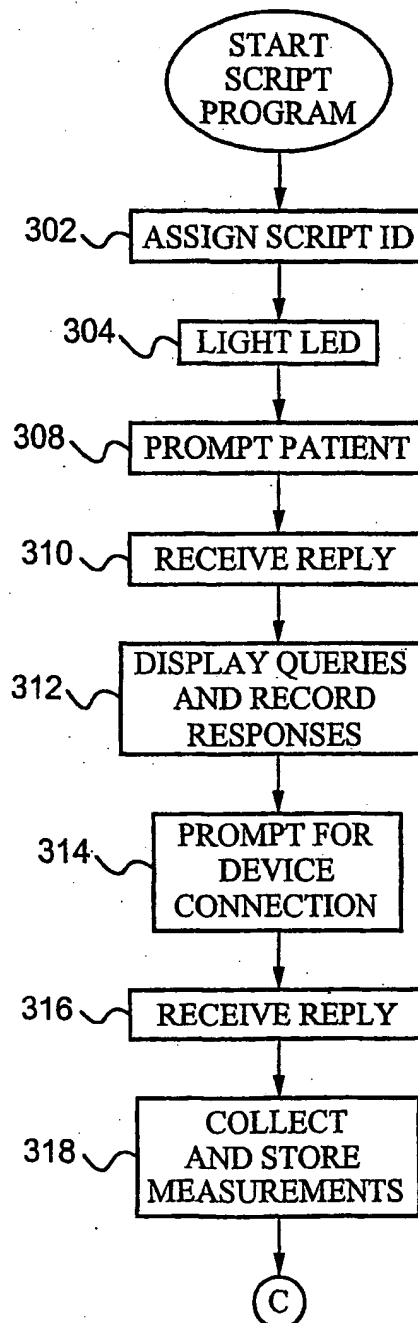 START
SCRIPT
PROGRAM
302
ASSIGN SCRIPT ID
304
LIGHT LED
308
PROMPT PATIENT
310
RECEIVE REPLY
312
DISPLAY QUERIES
AND RECORD
RESPONSES
314
PROMPT FOR
DEVICE
CONNECTION
316
RECEIVE REPLY
318
COLLECT
AND STORE
MEASUREMENTS
C